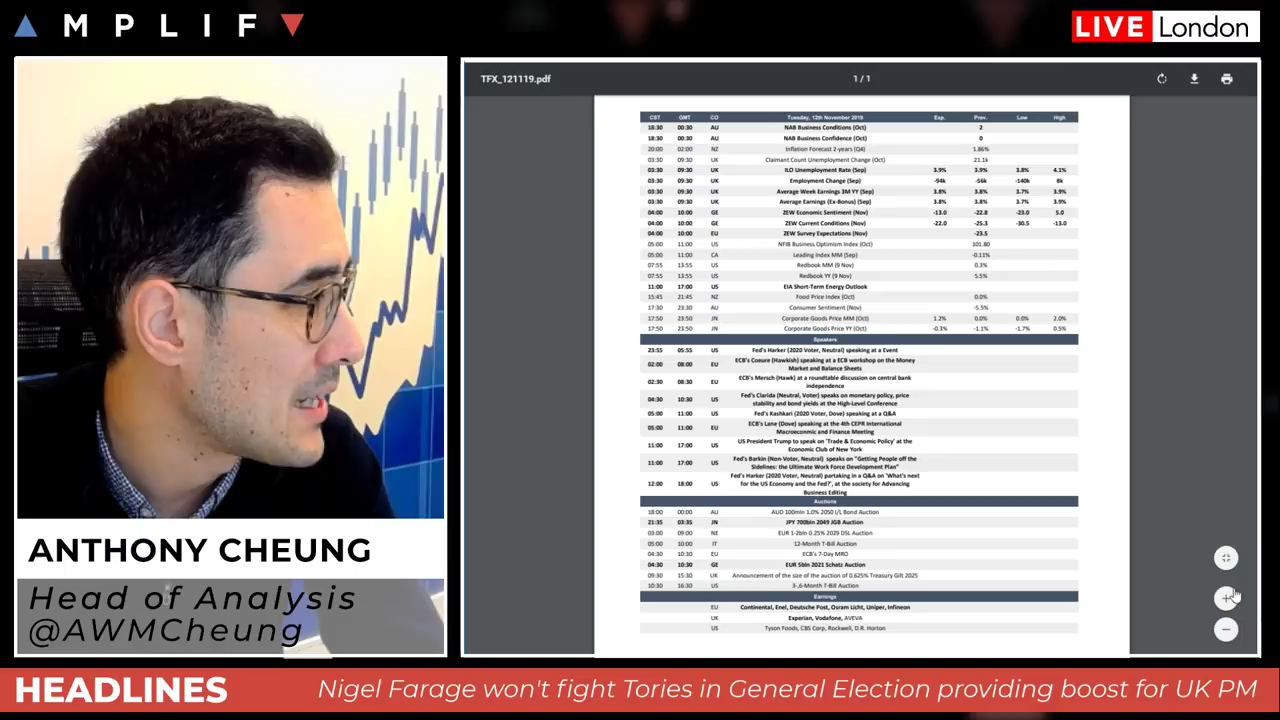 AMPLIFY
LIVE London
TFX_121119.pdf 1 / 1
CST GMT CO Tuesday, 12th November 2019 Exp. Prev. Low High
18:30 00:30 AU NAB Business Conditions (Oct) 2
18:30 00:30 AU NAB Business Confidence (Oct) 0
20:00 02:00 NZ Inflation Forecast 2-years (Q4) 1.86%
03:30 09:30 UK Claimant Count Unemployment Change (Oct) 21.1k
03:30 09:30 UK ILO Unemployment Rate (Sep) 3.9% 3.9% 3.8% 4.1%
03:30 09:30 UK Employment Change (Sep) -94k -56k -140k 8k
03:30 09:30 UK Average Week Earnings 3M YY (Sep) 3.8% 3.8% 3.7% 3.9%
03:30 09:30 UK Average Earnings (Ex-Bonus) (Sep) 3.8% 3.8% 3.7% 3.9%
04:00 10:00 GE ZEW Economic Sentiment (Nov) -13.0 -22.8 -23.0 5.0
04:00 10:00 GE ZEW Current Conditions (Nov) -22.0 -25.3 -30.5 -13.0
04:00 10:00 EU ZEW Survey Expectations (Nov) -23.5
05:00 11:00 US NFIB Business Optimism Index (Oct) 101.80
05:00 11:00 CA Leading Index MM (Sep) -0.11%
07:55 13:55 US Redbook MM (9 Nov) 0.3%
07:55 13:55 US Redbook YY (9 Nov) 5.5%
11:00 17:00 US EIA Short-Term Energy Outlook
15:45 21:45 NZ Food Price Index (Oct) 0.0%
17:30 23:30 AU Consumer Sentiment (Nov) -5.5%
17:50 23:50 JN Corporate Goods Price MM (Oct) 1.2% 0.0% 0.0% 2.0%
17:50 23:50 JN Corporate Goods Price YY (Oct) -0.3% -1.1% -1.7% 0.5%
Speakers
23:55 05:55 US Fed's Harker (2020 Voter, Neutral) speaking at a Event
02:00 08:00 EU ECB's Coeure (Hawkish) speaking at a ECB workshop on the Money
Market and Balance Sheets
02:30 08:30 EU ECB's Mersch (Hawk) at a roundtable discussion on central bank
independence
04:30 10:30 US Fed's Clarida (Neutral, Voter) speaks on monetary policy, price
stability and bond yields at the High-Level Conference
05:00 11:00 US Fed's Kashkari (2020 Voter, Dove) speaking at a Q&A
05:00 11:00 EU ECB's Lane (Dove) speaking at the 4th CEPR International
Macroeconmic and Finance Meeting
11:00 17:00 US US President Trump to speak on 'Trade & Economic Policy' at the
Economic Club of New York
11:00 17:00 US Fed's Barkin (Non-Voter, Neutral) speaks on "Getting People off the
Sidelines: the Ultimate Work Force Development Plan"
12:00 18:00 US Fed's Harker (2020 Voter, Neutral) partaking in a Q&A on 'What's next
for the US Economy and the Fed?', at the society for Advancing
Business Editing
Auctions
18:00 00:00 AU AUD 100mln 1.0% 2050 I/L Bond Auction
21:35 03:35 JN JPY 700bln 2049 JGB Auction
03:00 09:00 NE EUR 1-2bln 0.25% 2029 DSL Auction
05:00 10:00 IT 12-Month T-Bill Auction
04:30 10:30 EU ECB's 7-Day MRO
04:30 10:30 GE EUR 5bln 2021 Schatz Auction
09:30 15:30 UK Announcement of the size of the auction of 0.625% Treasury Gilt 2025
10:30 16:30 US 3-,6-Month T-Bill Auction
Earnings
EU Continental, Enel, Deutsche Post, Osram Licht, Uniper, Infineon
UK Experian, Vodafone, AVEVA
US Tyson Foods, CBS Corp, Rockwell, D.R. Horton
ANTHONY CHEUNG
Head of Analysis
@AWMCheung
HEADLINES Nigel Farage won't fight Tories in General Election providing boost for UK PM